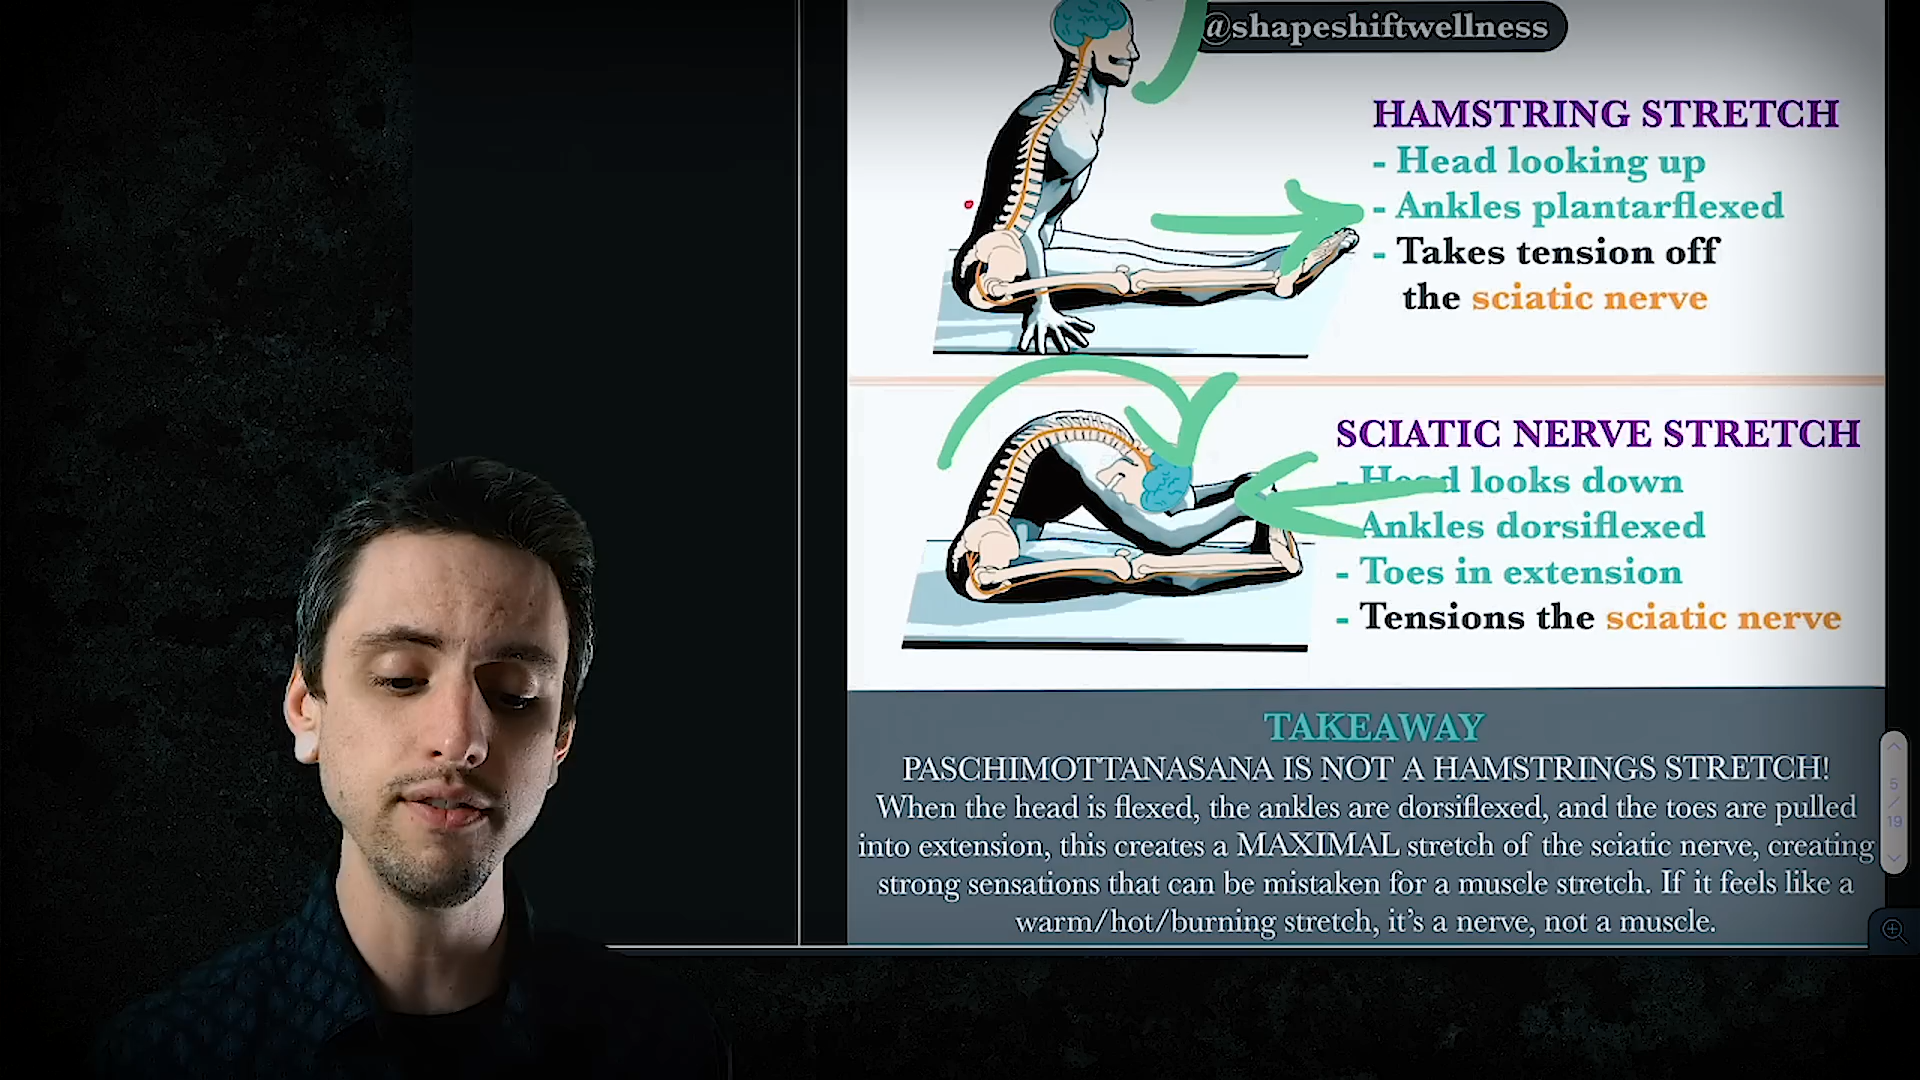 @shapeshiftwellness
HAMSTRING STRETCH
- Head looking up
- Ankles plantarflexed
- Takes tension off
the sciatic nerve
SCIATIC NERVE STRETCH
- Head looks down
Ankles dorsiflexed
- Toes in extension
- Tensions the sciatic nerve
TAKEAWAY
PASCHIMOTTANASANA IS NOT A HAMSTRINGS STRETCH!
When the head is flexed, the ankles are dorsiflexed, and the toes are pulled
into extension, this creates a MAXIMAL stretch of the sciatic nerve, creating
strong sensations that can be mistaken for a muscle stretch. If it feels like a
warm/hot/burning stretch, it's a nerve, not a muscle.
5
/
19